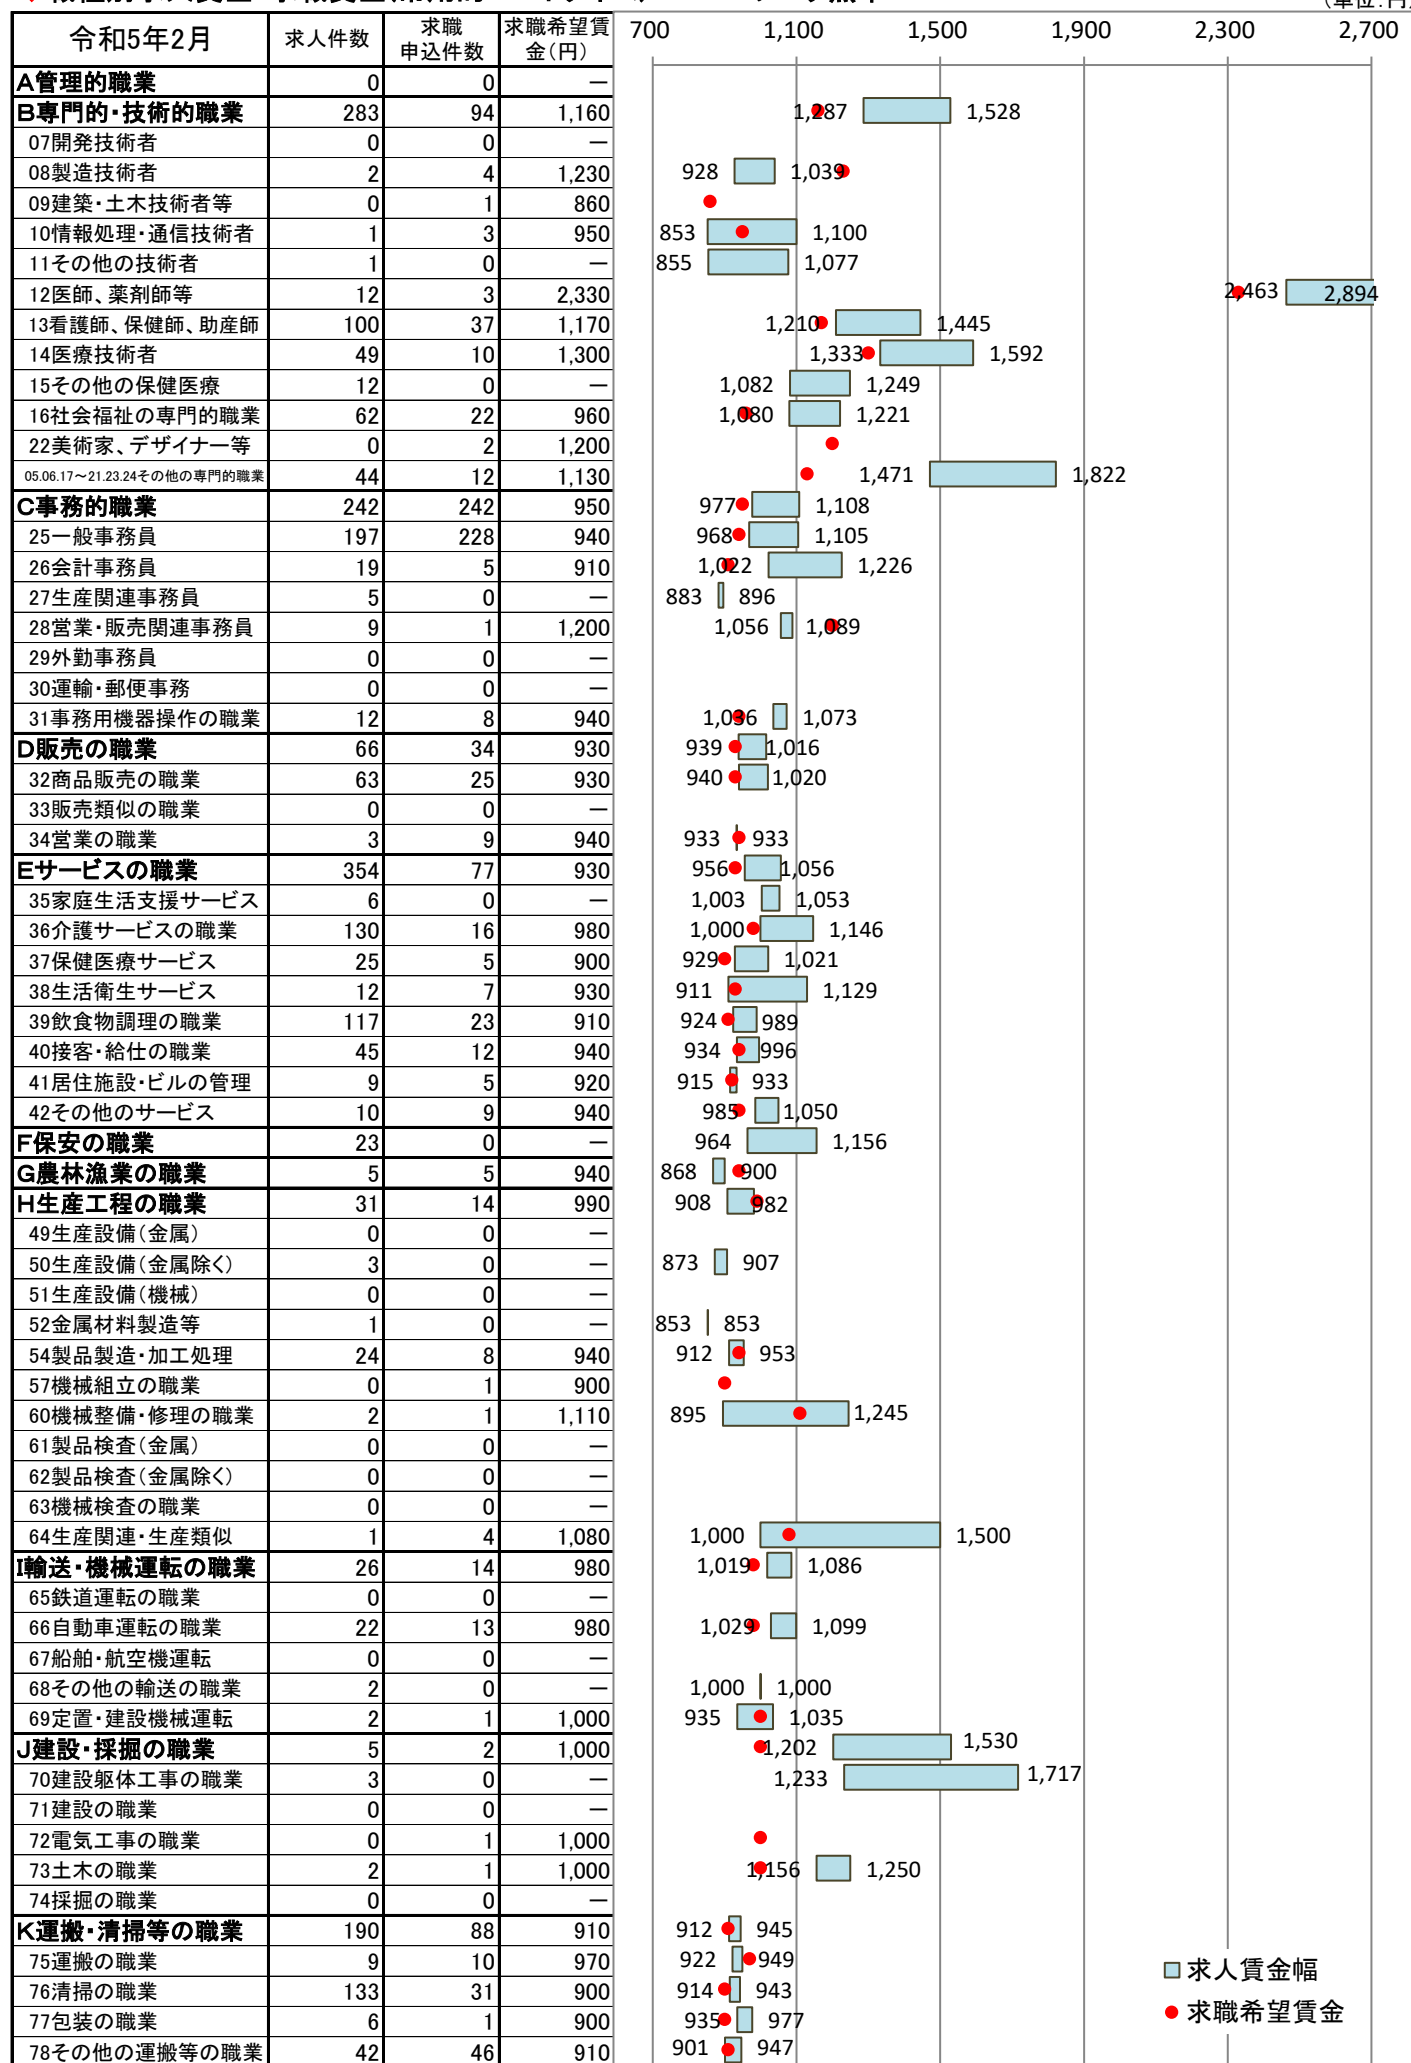 令和5年2月 求人件数 求職申込件数 求職希望賃金(円) 700 1,100 1,500 1,900 2,300 2,700
A管理的職業 0 0 －
B専門的・技術的職業 283 94 1,160 1,287 1,528
07開発技術者 0 0 －
08製造技術者 2 4 1,230 928 1,039
09建築・土木技術者等 0 1 860
10情報処理・通信技術者 1 3 950 853 1,100
11その他の技術者 1 0 － 855 1,077
12医師、薬剤師等 12 3 2,330 2,463 2,894
13看護師、保健師、助産師 100 37 1,170 1,210 1,445
14医療技術者 49 10 1,300 1,333 1,592
15その他の保健医療 12 0 － 1,082 1,249
16社会福祉の専門的職業 62 22 960 1,080 1,221
22美術家、デザイナー等 0 2 1,200
05.06.17～21.23.24その他の専門的職業 44 12 1,130 1,471 1,822
C事務的職業 242 242 950 977 1,108
25一般事務員 197 228 940 968 1,105
26会計事務員 19 5 910 1,022 1,226
27生産関連事務員 5 0 － 883 896
28営業・販売関連事務員 9 1 1,200 1,056 1,089
29外勤事務員 0 0 －
30運輸・郵便事務 0 0 －
31事務用機器操作の職業 12 8 940 1,036 1,073
D販売の職業 66 34 930 939 1,016
32商品販売の職業 63 25 930 940 1,020
33販売類似の職業 0 0 －
34営業の職業 3 9 940 933 933
Eサービスの職業 354 77 930 956 1,056
35家庭生活支援サービス 6 0 － 1,003 1,053
36介護サービスの職業 130 16 980 1,000 1,146
37保健医療サービス 25 5 900 929 1,021
38生活衛生サービス 12 7 930 911 1,129
39飲食物調理の職業 117 23 910 924 989
40接客・給仕の職業 45 12 940 934 996
41居住施設・ビルの管理 9 5 920 915 933
42その他のサービス 10 9 940 985 1,050
F保安の職業 23 0 － 964 1,156
G農林漁業の職業 5 5 940 868 900
H生産工程の職業 31 14 990 908 982
49生産設備(金属) 0 0 －
50生産設備(金属除く) 3 0 － 873 907
51生産設備(機械) 0 0 －
52金属材料製造等 1 0 － 853 853
54製品製造・加工処理 24 8 940 912 953
57機械組立の職業 0 1 900
60機械整備・修理の職業 2 1 1,110 895 1,245
61製品検査(金属) 0 0 －
62製品検査(金属除く) 0 0 －
63機械検査の職業 0 0 －
64生産関連・生産類似 1 4 1,080 1,000 1,500
I輸送・機械運転の職業 26 14 980 1,019 1,086
65鉄道運転の職業 0 0 －
66自動車運転の職業 22 13 980 1,029 1,099
67船舶・航空機運転 0 0 －
68その他の輸送の職業 2 0 － 1,000 1,000
69定置・建設機械運転 2 1 1,000 935 1,035
J建設・採掘の職業 5 2 1,000 1,202 1,530
70建設躯体工事の職業 3 0 － 1,233 1,717
71建設の職業 0 0 －
72電気工事の職業 0 1 1,000
73土木の職業 2 1 1,000 1,156 1,250
74採掘の職業 0 0 －
K運搬・清掃等の職業 190 88 910 912 945
75運搬の職業 9 10 970 922 949
76清掃の職業 133 31 900 914 943
77包装の職業 6 1 900 935 977
78その他の運搬等の職業 42 46 910 901 947
求人賃金幅
求職希望賃金